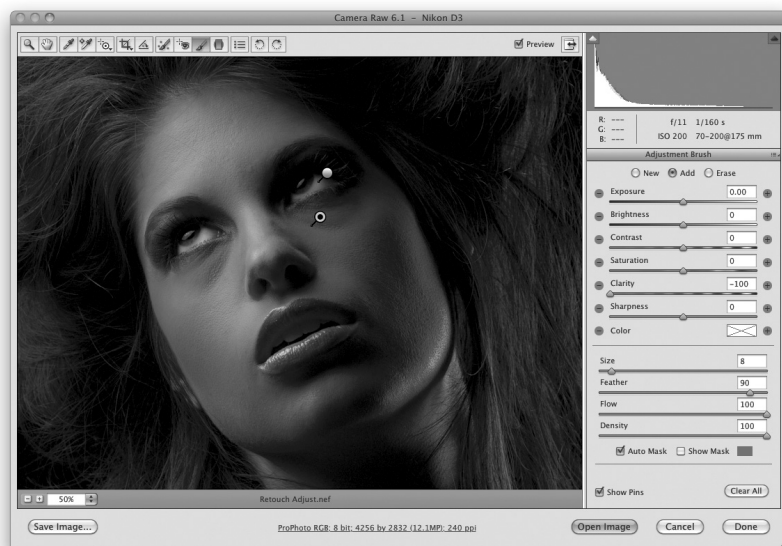 Camera Raw 6.1 – Nikon D3
Preview
R: ---
G: ---
B: ---
f/11 1/160 s
ISO 200 70–200@175 mm
Adjustment Brush
New Add Erase
Exposure 0.00
Brightness 0
Contrast 0
Saturation 0
Clarity -100
Sharpness 0
Color
Size 8
Feather 90
Flow 100
Density 100
Auto Mask Show Mask
Show Pins Clear All
50% Retouch Adjust.nef
Save Image... ProPhoto RGB; 8 bit; 4256 by 2832 (12.1MP); 240 ppi Open Image Cancel Done